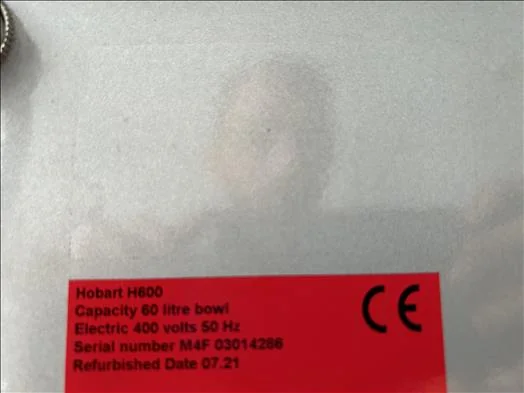 Hobart H600
Capacity 60 litre bowl
Electric 400 volts 50 Hz
Serial number M4F 03014286
Refurbished Date 07.21
CE